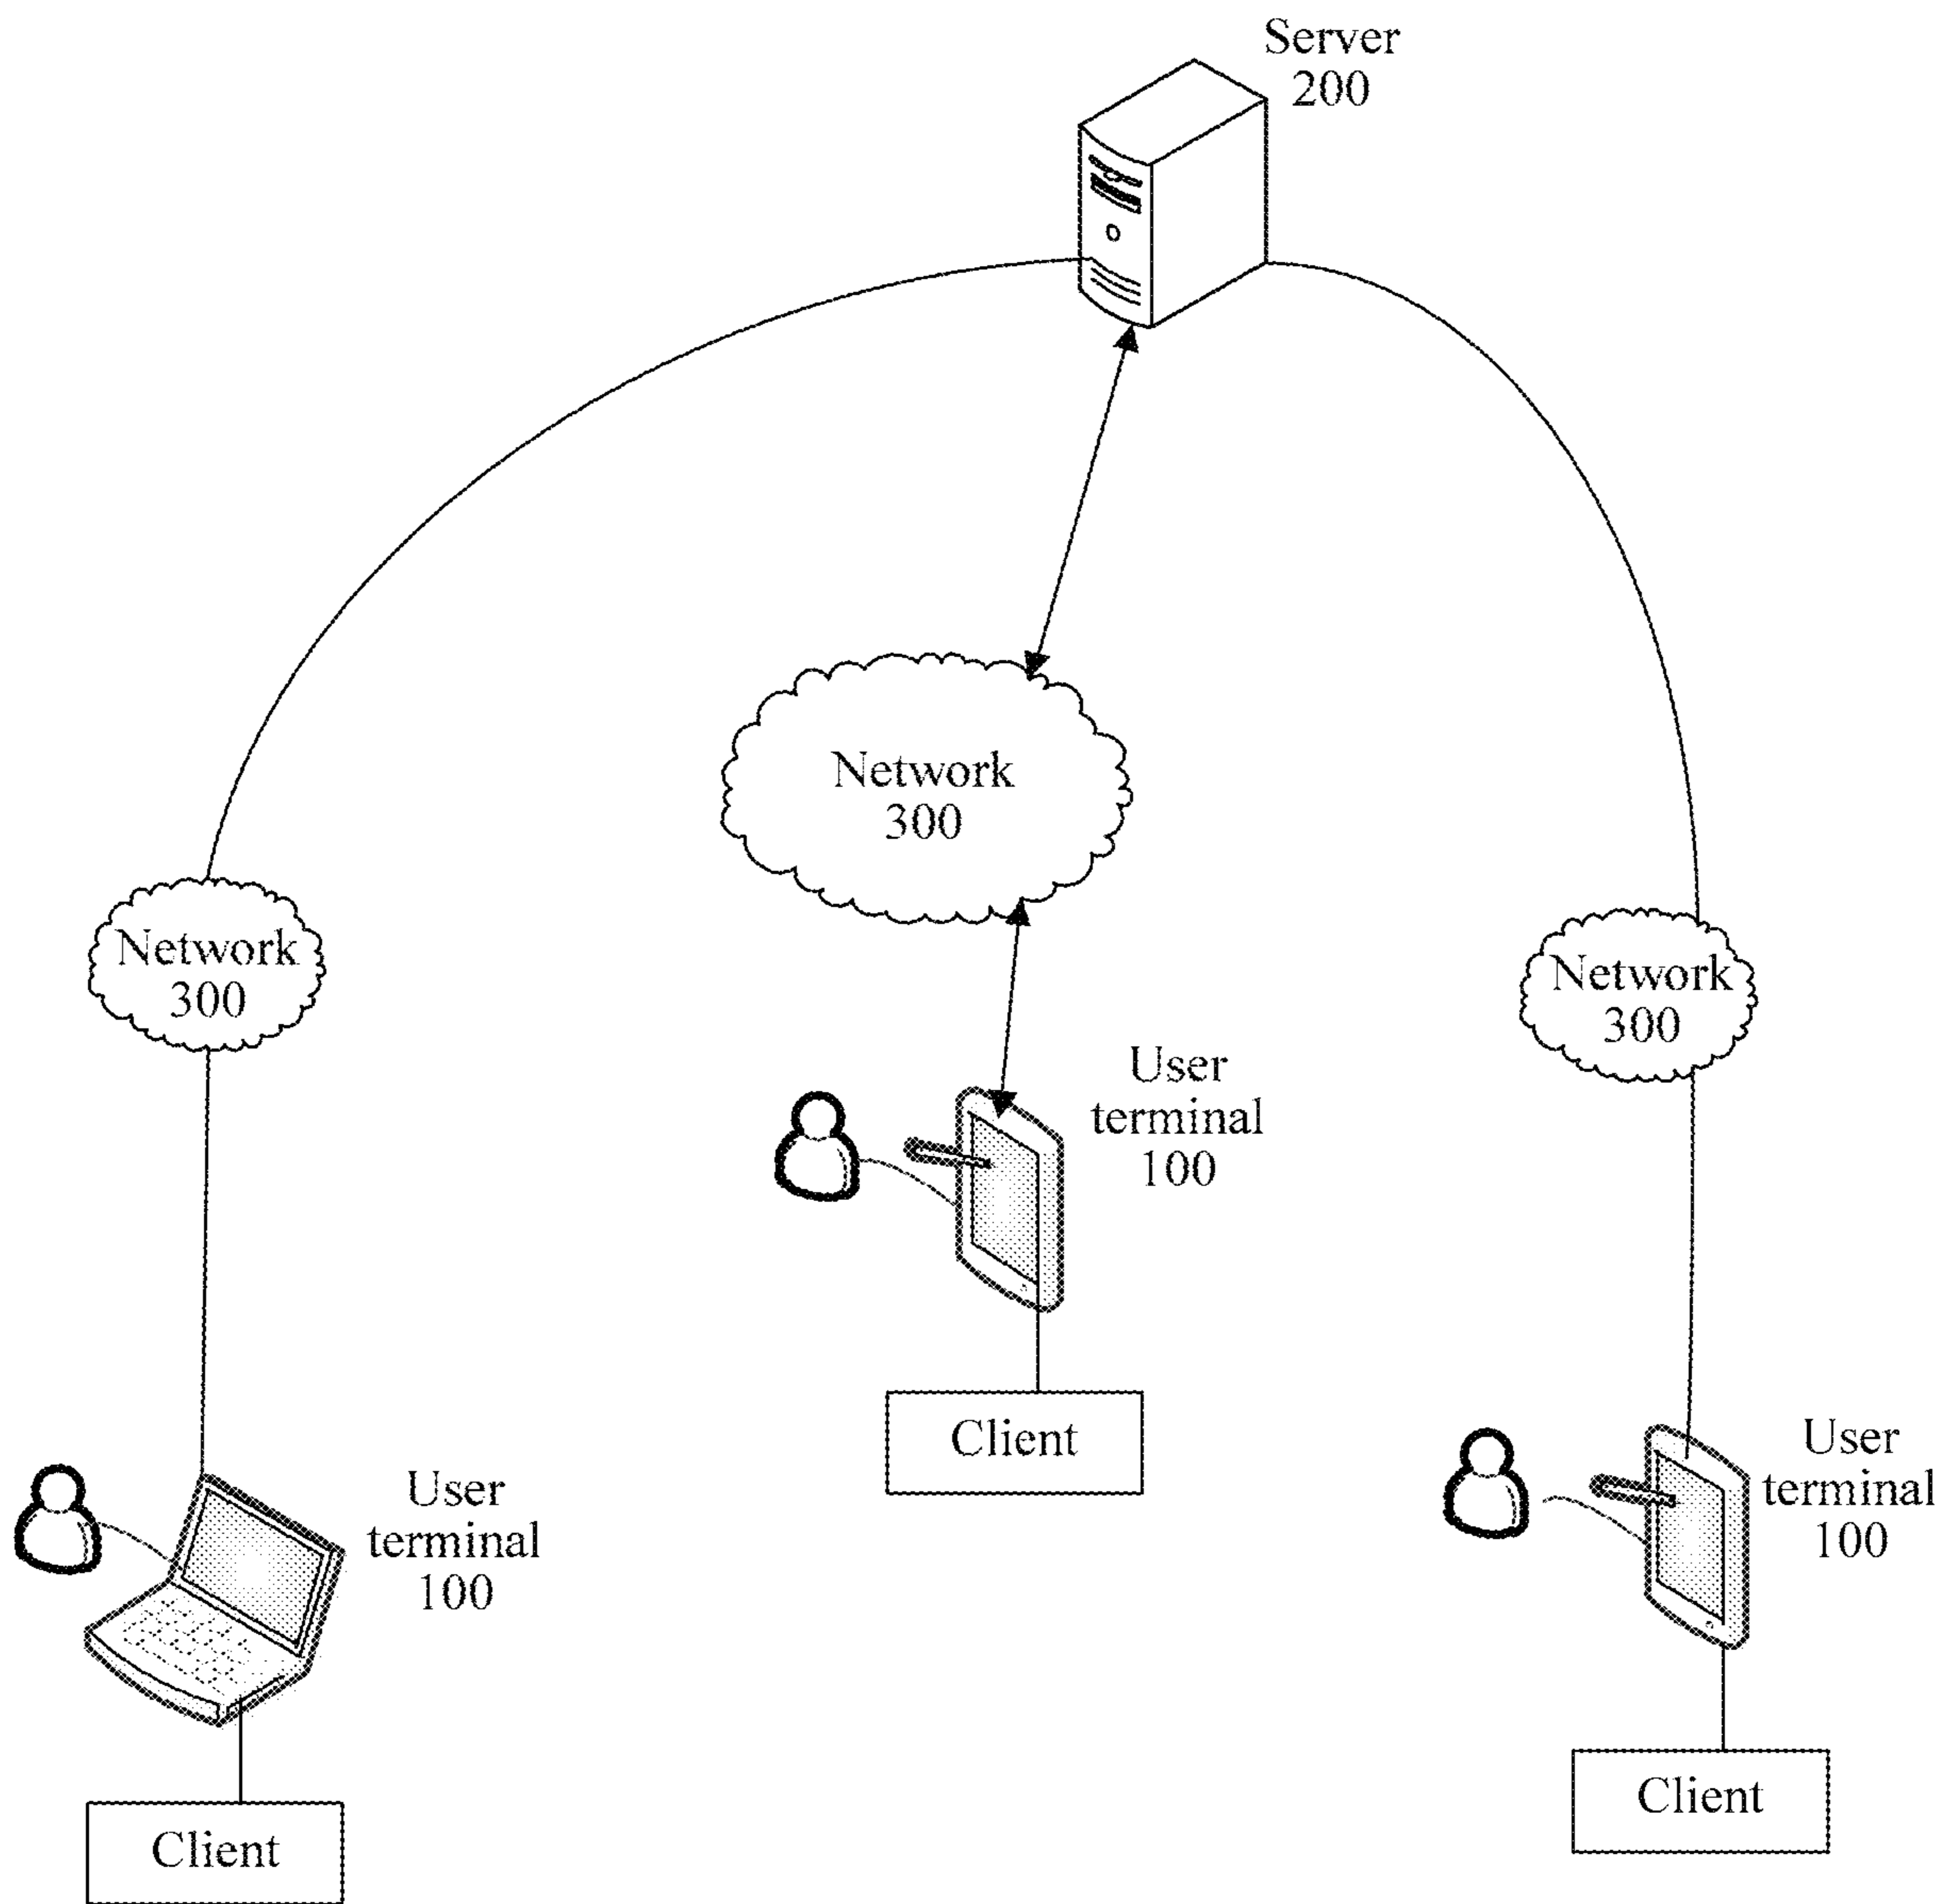 Server
200
Network
300
Network
300
Network
300
User
terminal
100
Client
User
terminal
100
User
terminal
100
Client
Client